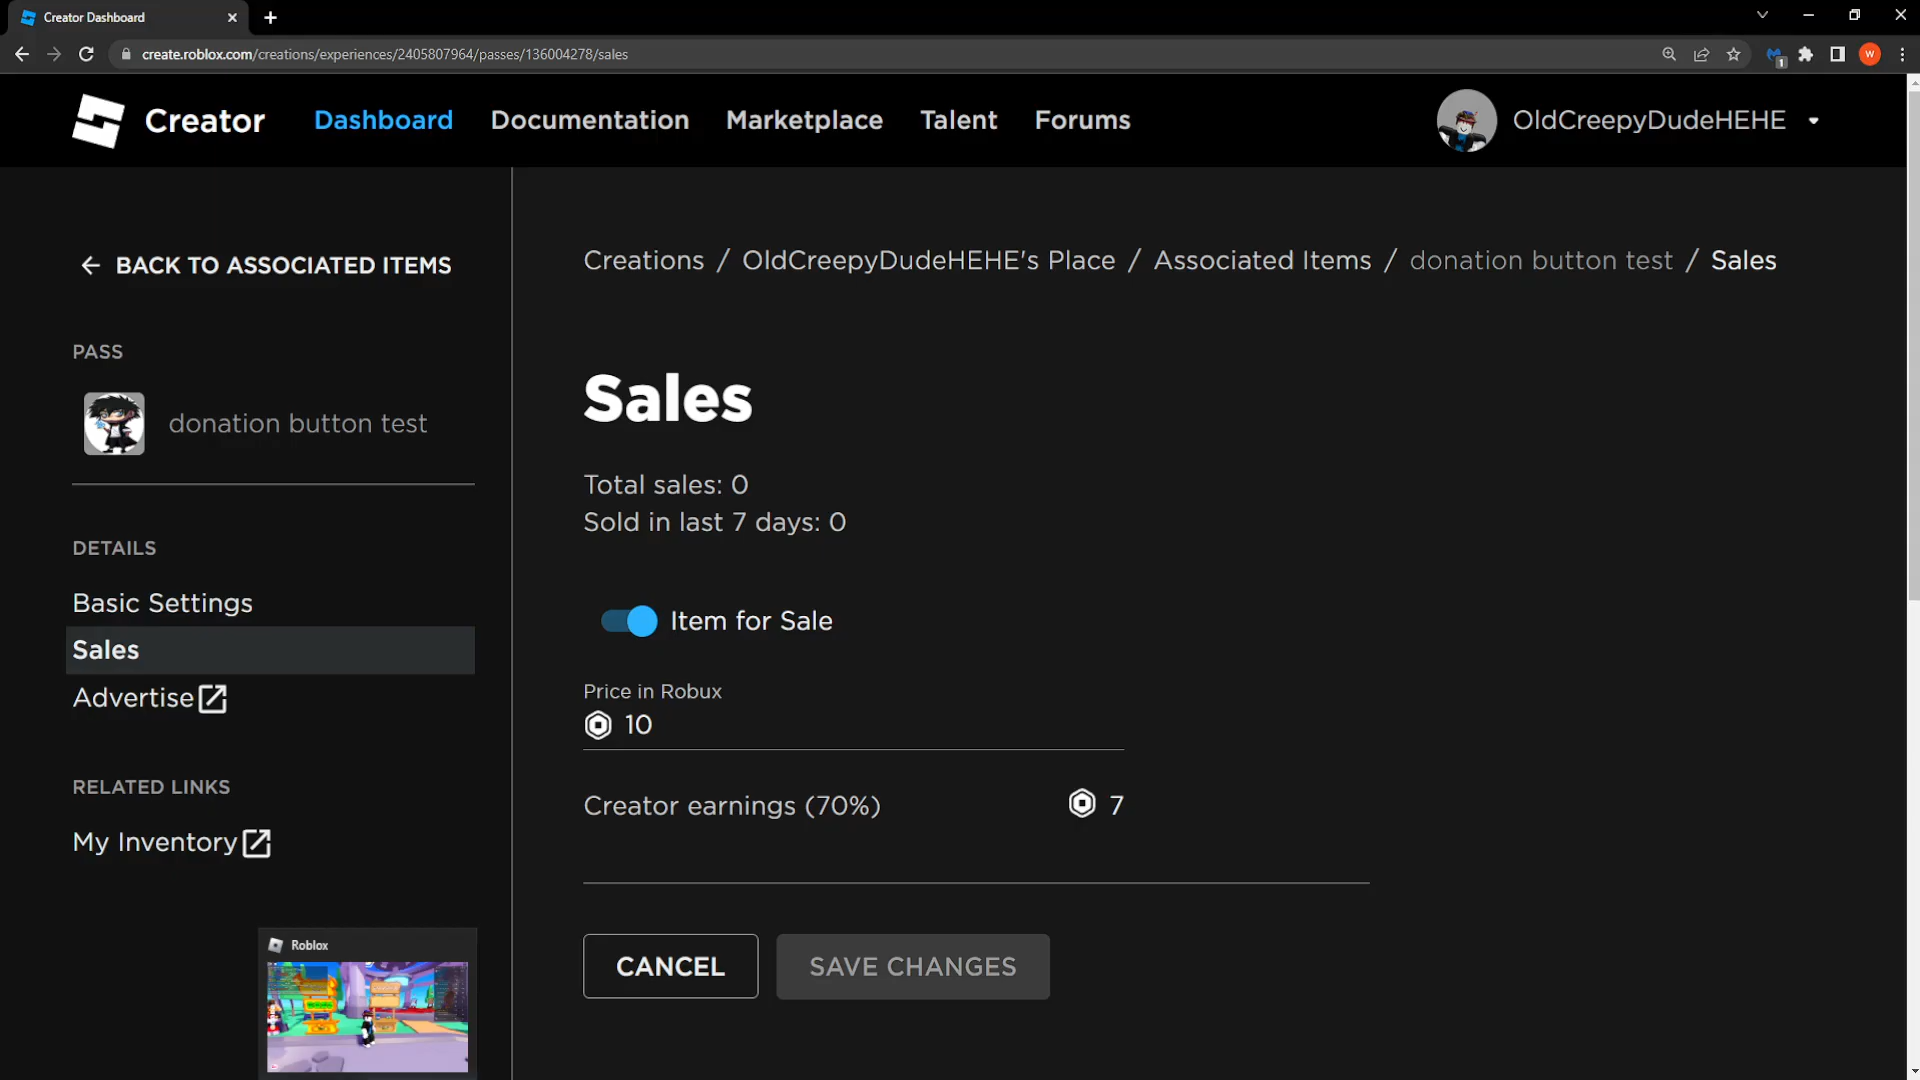 Creator Dashboard
create.roblox.com/creations/experiences/2405807964/passes/136004278/sales
1
W
Creator
Dashboard
Documentation
Marketplace
Talent
Forums
OldCreepyDudeHEHE
BACK TO ASSOCIATED ITEMS
PASS
donation button test
DETAILS
Basic Settings
Sales
Advertise
RELATED LINKS
My Inventory
Roblox
Creations / OldCreepyDudeHEHE's Place / Associated Items / donation button test / Sales
Sales
Total sales: 0
Sold in last 7 days: 0
Item for Sale
Price in Robux
10
Creator earnings (70%) 7
CANCEL
SAVE CHANGES